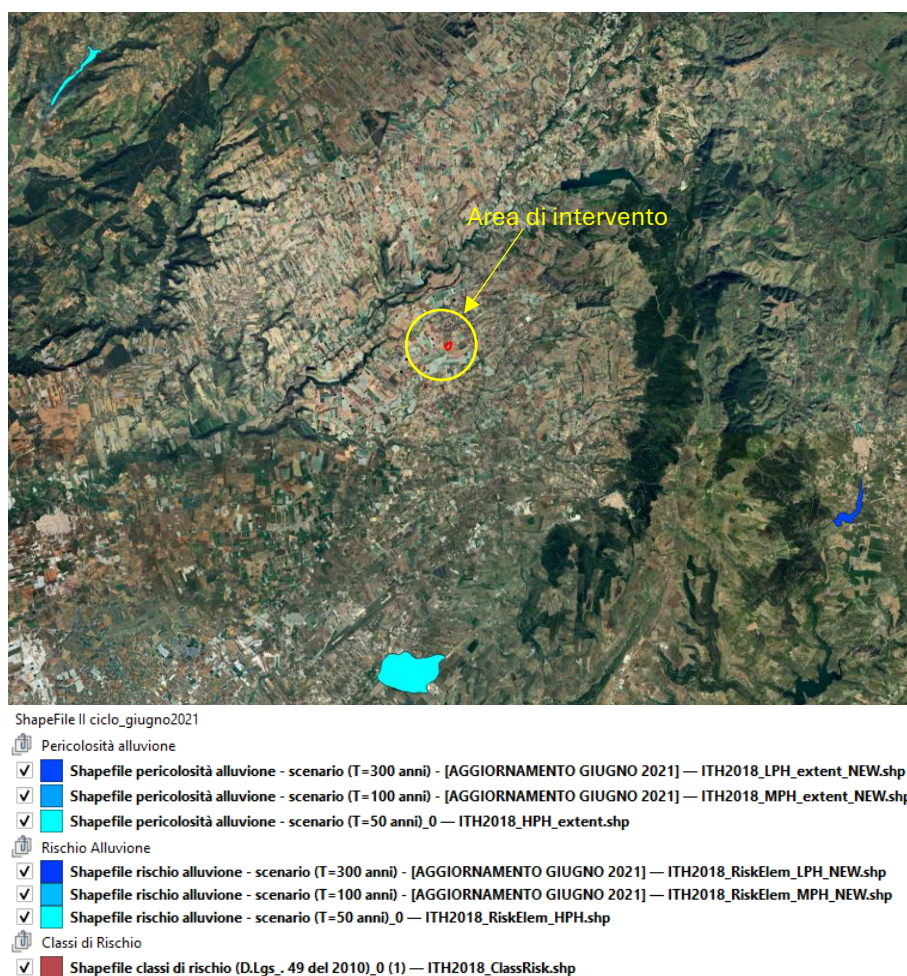 Area di intervento
ShapeFile II ciclo_giugno2021
Pericolosità alluvione
Shapefile pericolosità alluvione - scenario (T=300 anni) - [AGGIORNAMENTO GIUGNO 2021] — ITH2018_LPH_extent_NEW.shp
Shapefile pericolosità alluvione - scenario (T=100 anni) - [AGGIORNAMENTO GIUGNO 2021] — ITH2018_MPH_extent_NEW.shp
Shapefile pericolosità alluvione - scenario (T=50 anni)_0 — ITH2018_HPH_extent.shp
Rischio Alluvione
Shapefile rischio alluvione - scenario (T=300 anni) - [AGGIORNAMENTO GIUGNO 2021] — ITH2018_RiskElem_LPH_NEW.shp
Shapefile rischio alluvione - scenario (T=100 anni) - [AGGIORNAMENTO GIUGNO 2021] — ITH2018_RiskElem_MPH_NEW.shp
Shapefile rischio alluvione - scenario (T=50 anni)_0 — ITH2018_RiskElem_HPH.shp
Classi di Rischio
Shapefile classi di rischio (D.Lgs_. 49 del 2010)_0 (1) — ITH2018_ClassRisk.shp